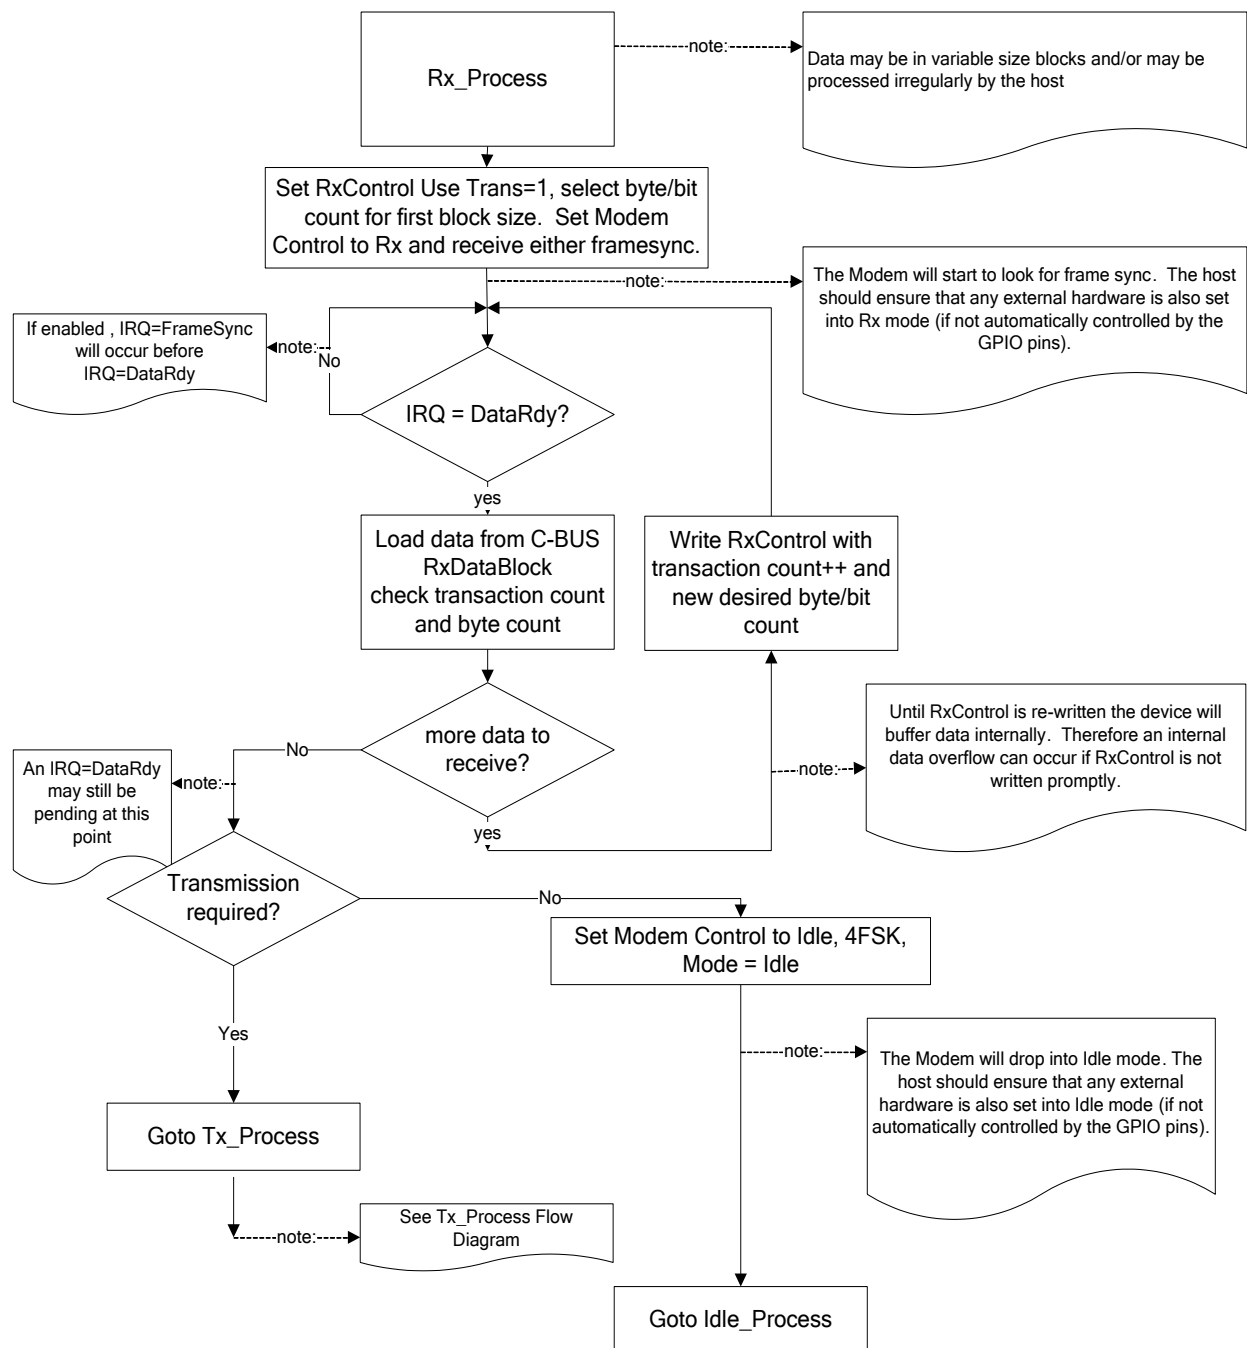 Rx_Process
note:
Data may be in variable size blocks and/or may be
processed irregularly by the host
Set RxControl Use Trans=1, select byte/bit
count for first block size.  Set Modem
Control to Rx and receive either framesync.
note:
The Modem will start to look for frame sync.  The host
should ensure that any external hardware is also set
into Rx mode (if not automatically controlled by the
GPIO pins).
If enabled , IRQ=FrameSync
will occur before
IRQ=DataRdy
note:
No
IRQ = DataRdy?
yes
Load data from C-BUS
RxDataBlock
check transaction count
and byte count
Write RxControl with
transaction count++ and
new desired byte/bit
count
more data to
receive?
No
yes
note:
Until RxControl is re-written the device will
buffer data internally.  Therefore an internal
data overflow can occur if RxControl is not
written promptly.
An IRQ=DataRdy
may still be
pending at this
point
note:
Transmission
required?
No
Set Modem Control to Idle, 4FSK,
Mode = Idle
Yes
note:
The Modem will drop into Idle mode. The
host should ensure that any external
hardware is also set into Idle mode (if not
automatically controlled by the GPIO pins).
Goto Tx_Process
note:
See Tx_Process Flow
Diagram
Goto Idle_Process